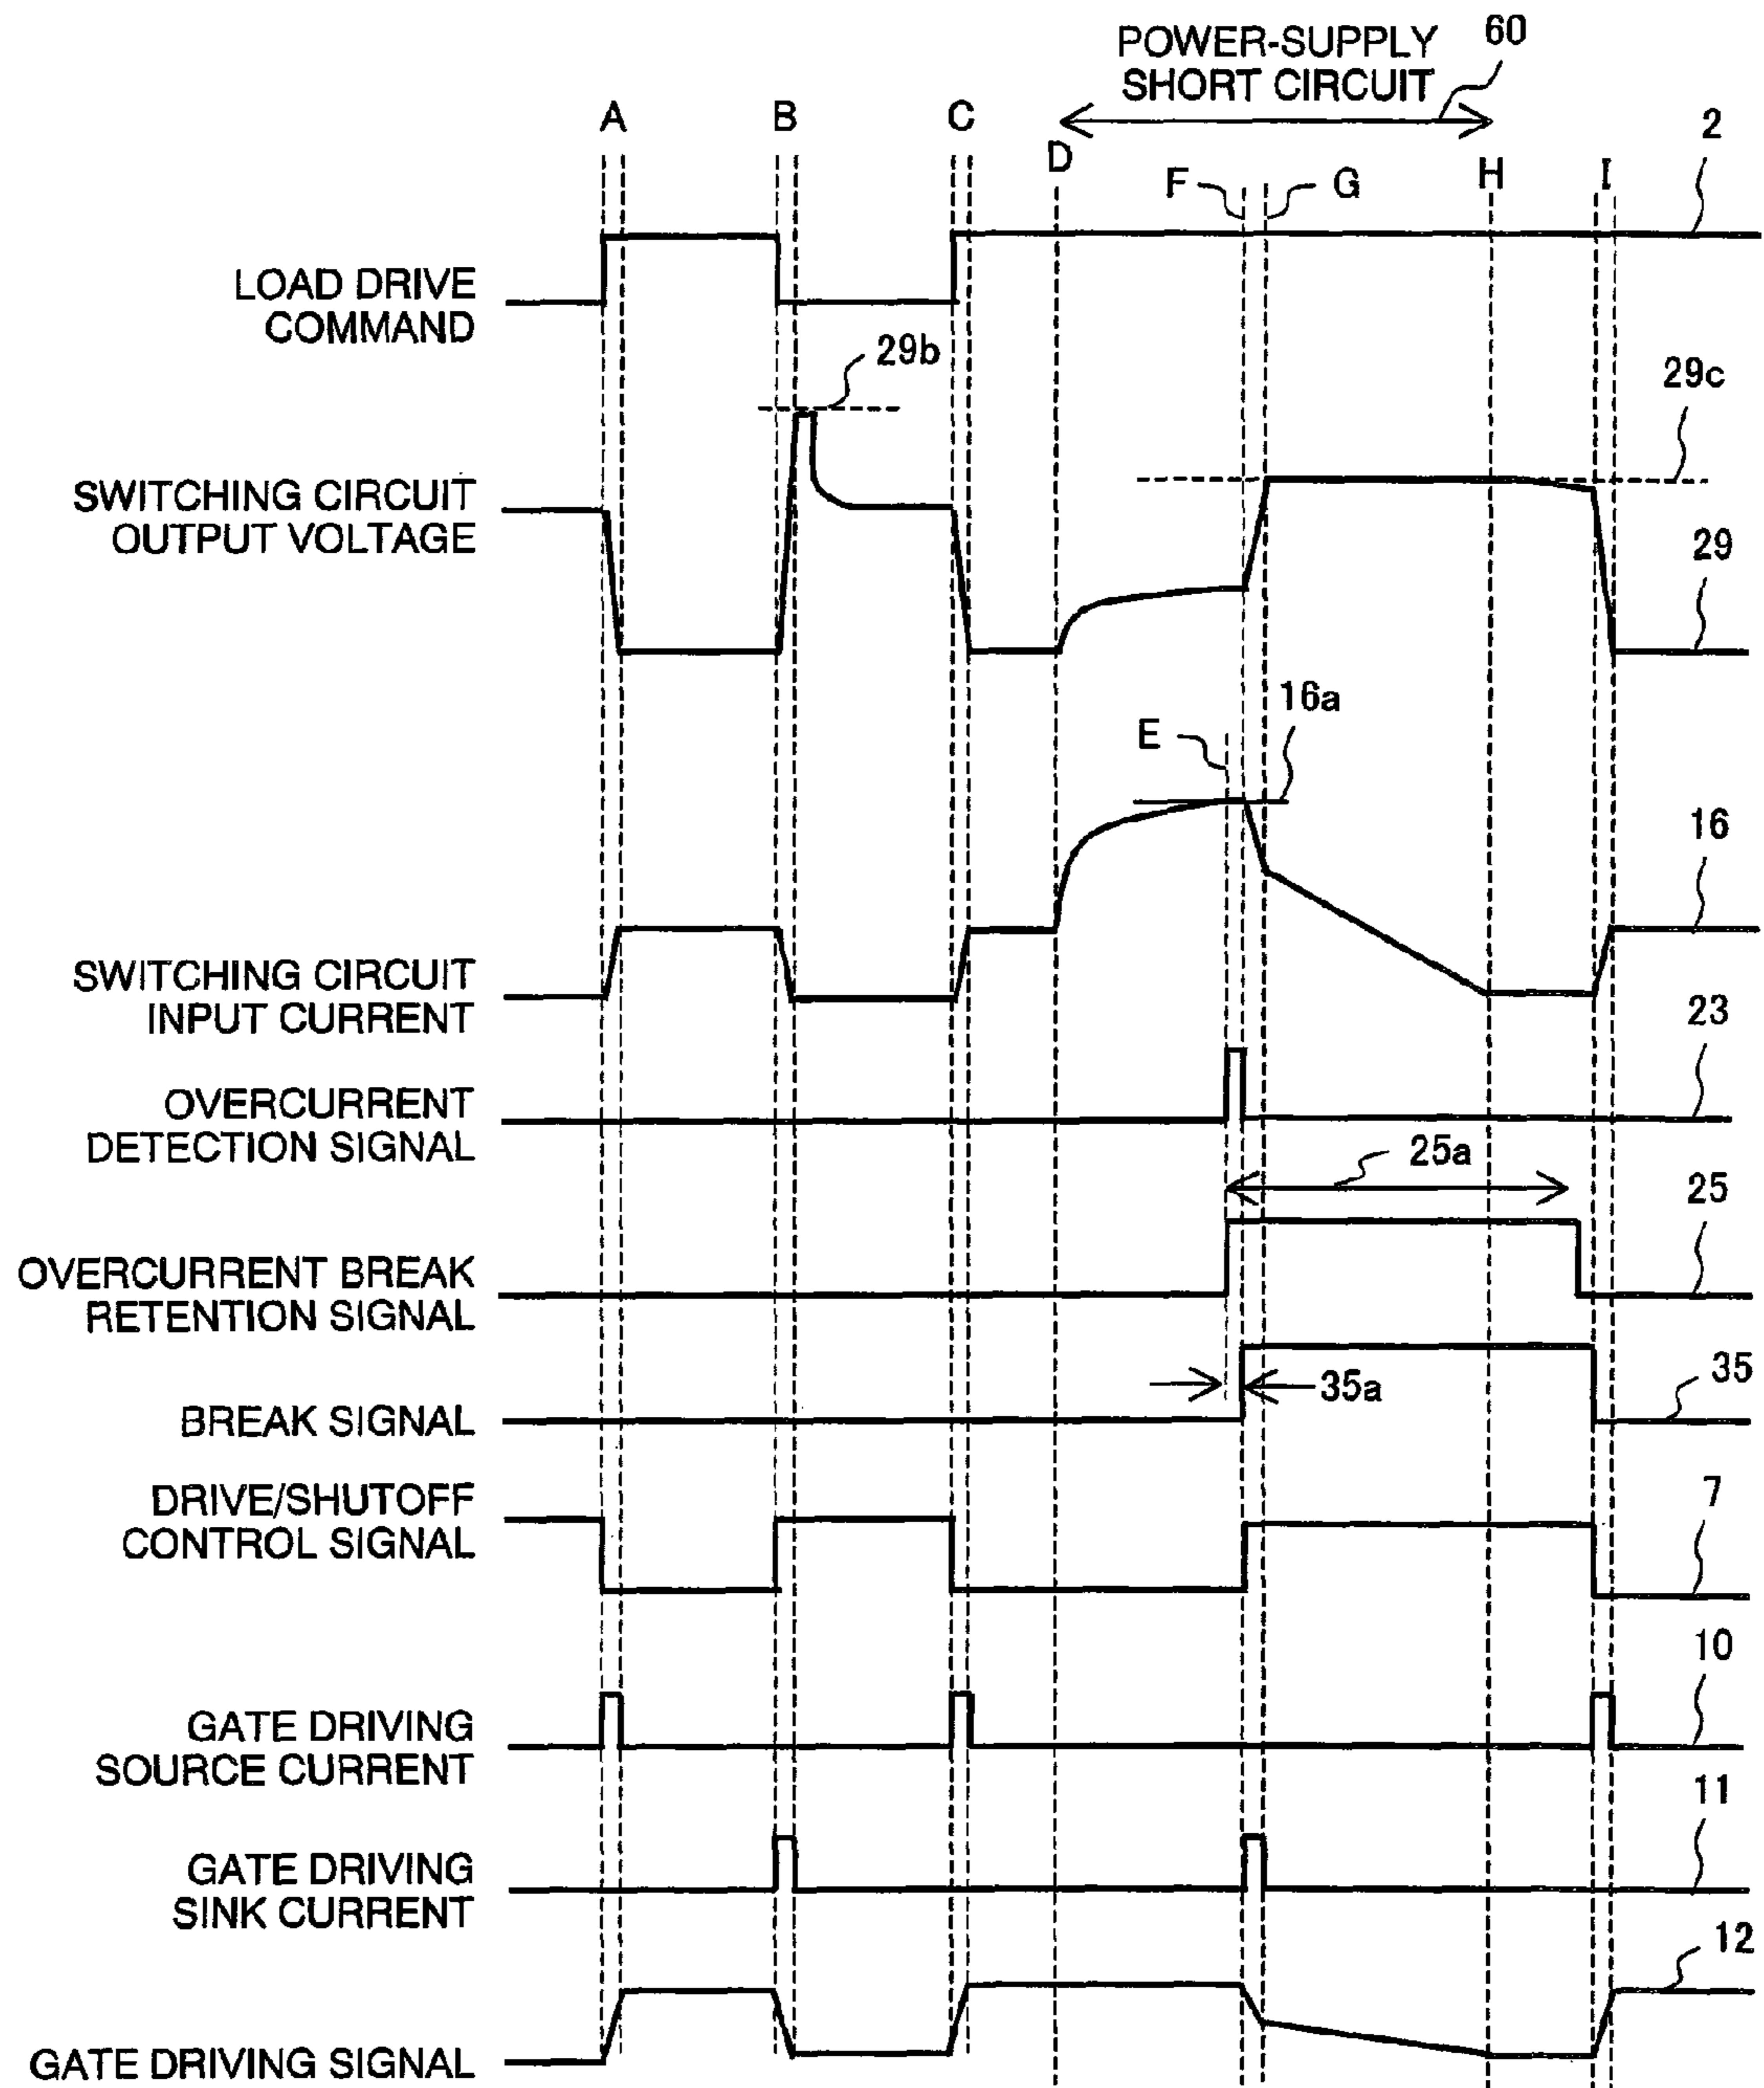 POWER-SUPPLY
SHORT CIRCUIT
60
A
B
C
D
2
F
G
H
I
LOAD DRIVE
COMMAND
29b
29c
SWITCHING CIRCUIT
OUTPUT VOLTAGE
29
E
16a
16
SWITCHING CIRCUIT
INPUT CURRENT
23
OVERCURRENT
DETECTION SIGNAL
25a
25
OVERCURRENT BREAK
RETENTION SIGNAL
35a
35
BREAK SIGNAL
DRIVE/SHUTOFF
CONTROL SIGNAL
7
10
GATE DRIVING
SOURCE CURRENT
11
GATE DRIVING
SINK CURRENT
12
GATE DRIVING SIGNAL